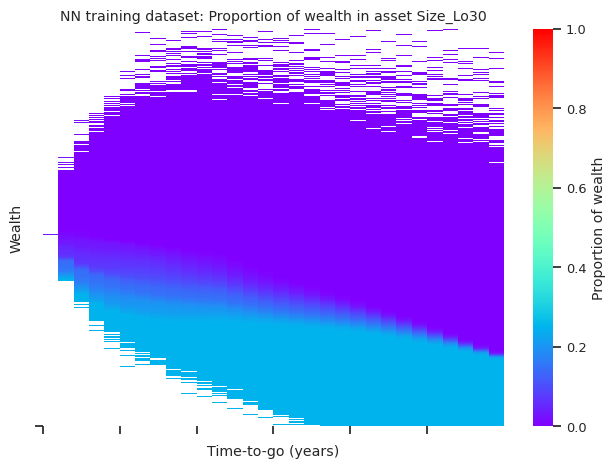 NN training dataset: Proportion of wealth in asset Size_Lo30
Wealth
Time-to-go (years)
1.0
0.8
0.6
0.4
0.2
0.0
Proportion of wealth